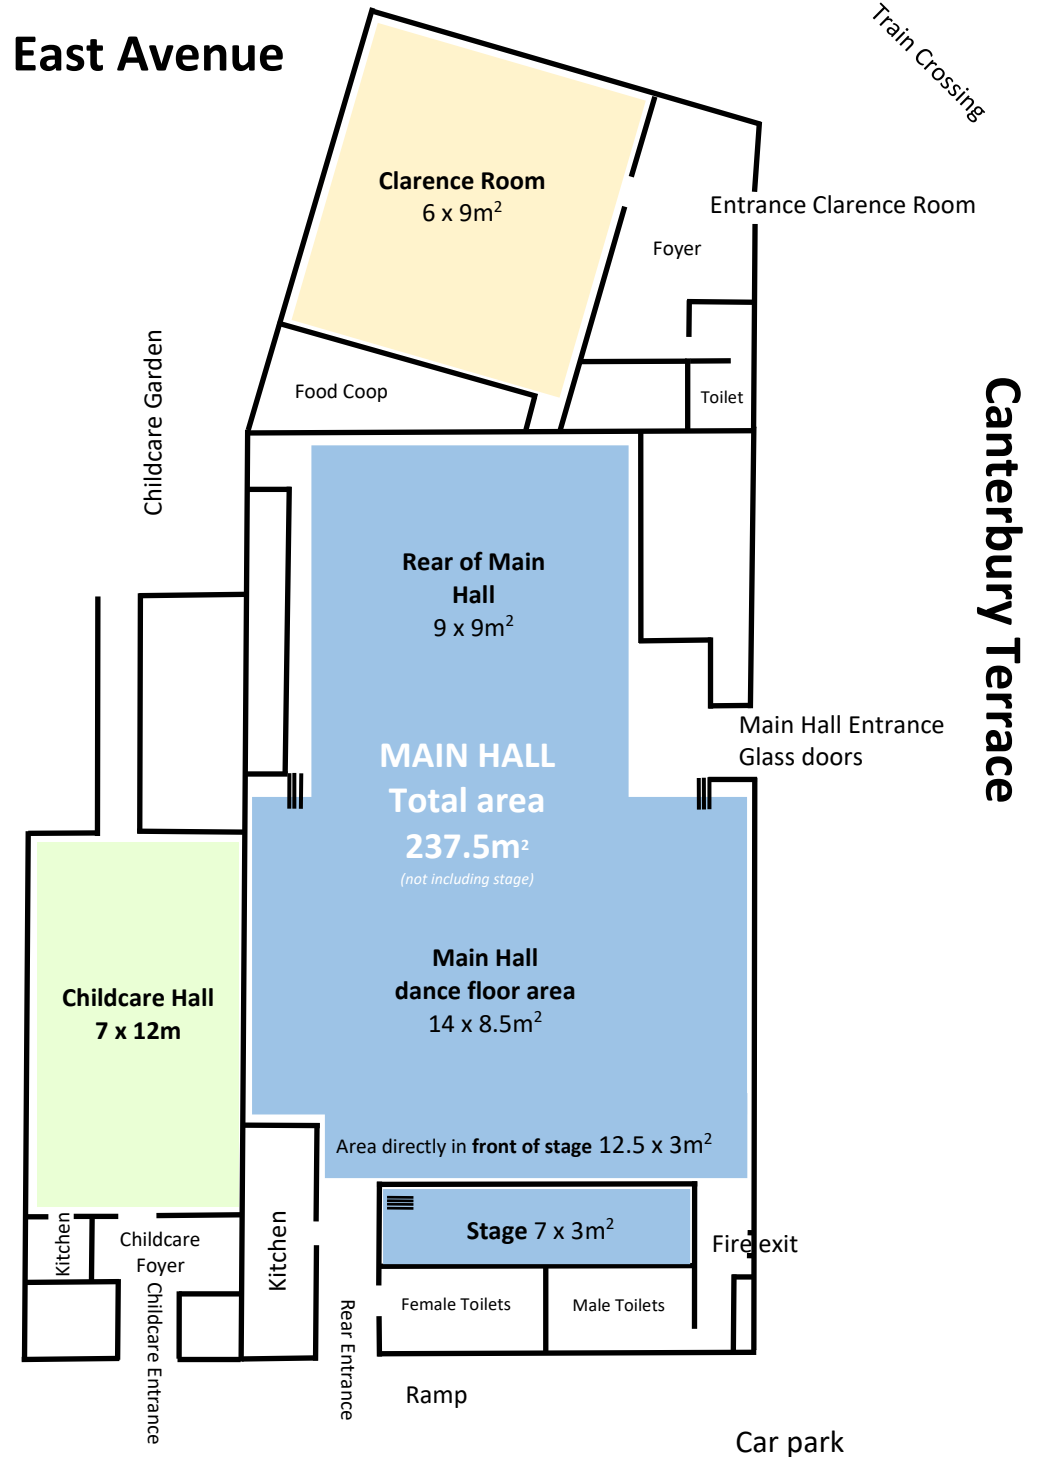 East Avenue
Train Crossing
Clarence Room
6 x 9m²
Entrance Clarence Room
Foyer
Childcare Garden
Food Coop
Toilet
Canterbury Terrace
Rear of Main
Hall
9 x 9m²
Main Hall Entrance
Glass doors
MAIN HALL
Total area
237.5m²
(not including stage)
Main Hall
dance floor area
14 x 8.5m²
Childcare Hall
7 x 12m
Area directly in front of stage 12.5 x 3m²
Stage 7 x 3m²
Kitchen
Childcare
Foyer
Kitchen
Fire exit
Female Toilets
Male Toilets
Childcare Entrance
Rear Entrance
Ramp
Car park